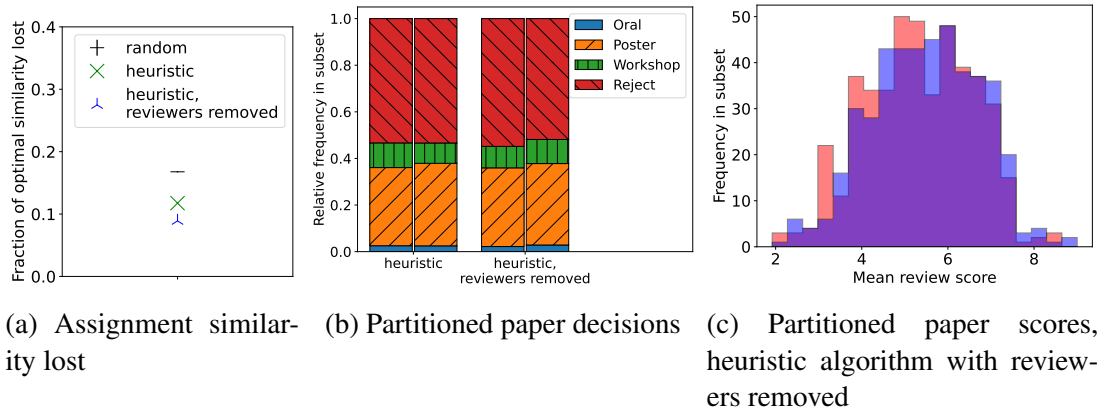 Fraction of optimal similarity lost
0.4
0.3
0.2
0.1
0.0
random
heuristic
heuristic,
reviewers removed
(a) Assignment similar-
ity lost
Relative frequency in subset
1.0
0.8
0.6
0.4
0.2
0.0
Oral
Poster
Workshop
Reject
heuristic
heuristic,
reviewers removed
(b) Partitioned paper decisions
Frequency in subset
50
40
30
20
10
0
2
4
6
8
Mean review score
(c) Partitioned paper scores,
heuristic algorithm with review-
ers removed